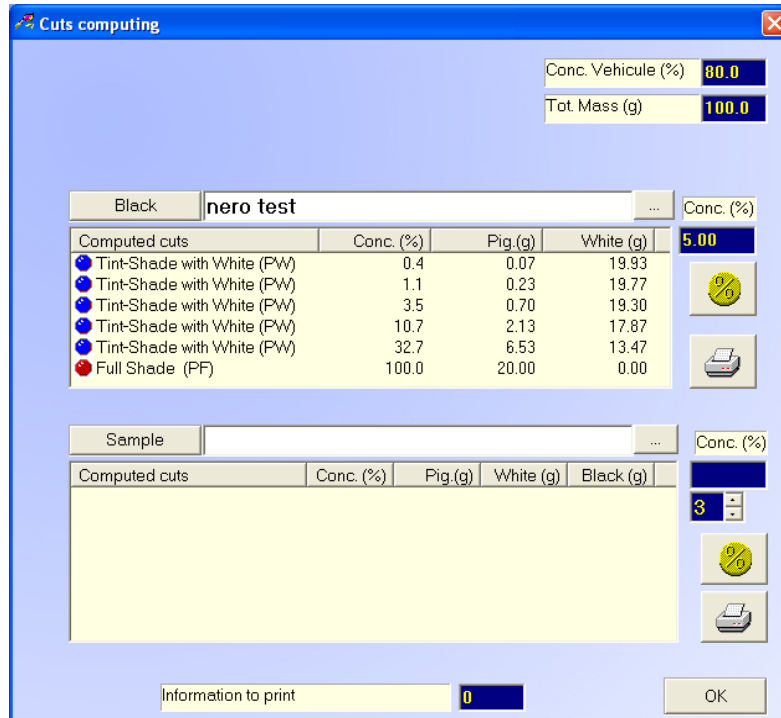 Cuts computing
Conc. Vehicule (%) 80.0
Tot. Mass (g) 100.0
Black nero test ... Conc. (%)
5.00
Computed cuts Conc. (%) Pig.(g) White (g)
Tint-Shade with White (PW) 0.4 0.07 19.93
Tint-Shade with White (PW) 1.1 0.23 19.77
Tint-Shade with White (PW) 3.5 0.70 19.30
Tint-Shade with White (PW) 10.7 2.13 17.87
Tint-Shade with White (PW) 32.7 6.53 13.47
Full Shade (PF) 100.0 20.00 0.00
%
Sample ... Conc. (%)
Computed cuts Conc. (%) Pig.(g) White (g) Black (g)
3
%
Information to print 0 OK